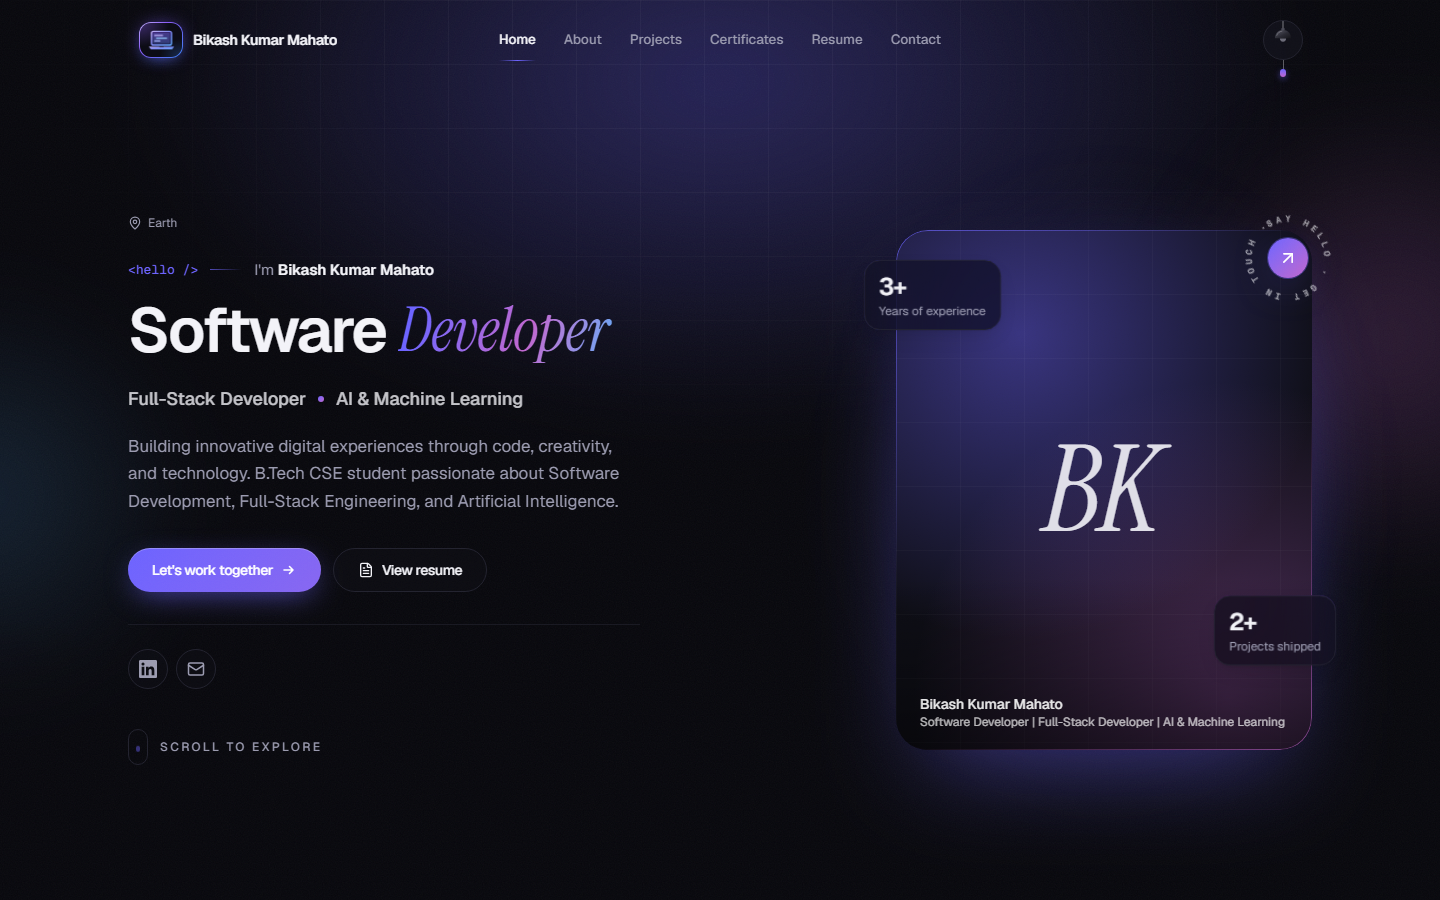 Bikash Kumar Mahato
Home About Projects Certificates Resume Contact
Earth
<hello /> I'm Bikash Kumar Mahato
Software Developer
Full-Stack Developer • AI & Machine Learning
Building innovative digital experiences through code, creativity,
and technology. B.Tech CSE student passionate about Software
Development, Full-Stack Engineering, and Artificial Intelligence.
Let's work together → View resume
in
SCROLL TO EXPLORE
SAY HELLO · GET IN TOUCH ·
3+
Years of experience
BK
2+
Projects shipped
Bikash Kumar Mahato
Software Developer | Full-Stack Developer | AI & Machine Learning